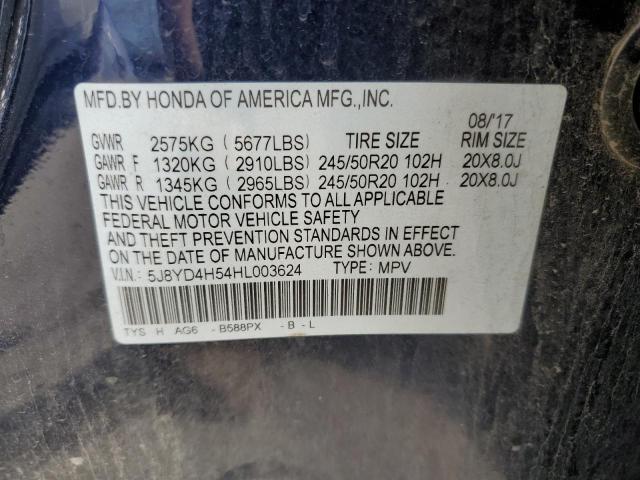 MFD. BY HONDA OF AMERICA MFG., INC.
08/'17
GVWR 2575KG ( 5677LBS) TIRE SIZE RIM SIZE
GAWR F 1320KG ( 2910LBS) 245/50R20 102H 20X8.0J
GAWR R 1345KG ( 2965LBS) 245/50R20 102H 20X8.0J
THIS VEHICLE CONFORMS TO ALL APPLICABLE
FEDERAL MOTOR VEHICLE SAFETY
AND THEFT PREVENTION STANDARDS IN EFFECT
ON THE DATE OF MANUFACTURE SHOWN ABOVE.
V.I.N.: 5J8YD4H54HL003624 TYPE: MPV
TYS H AG6 - B588PX - B - L